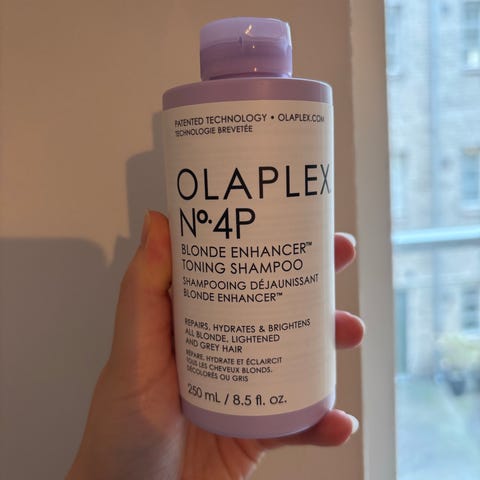 PATENTED TECHNOLOGY • OLAPLEX.COM
TECHNOLOGIE BREVETÉE
OLAPLEX.
Nº.4P
BLONDE ENHANCER™
TONING SHAMPOO
SHAMPOOING DÉJAUNISSANT
BLONDE ENHANCER™
REPAIRS, HYDRATES & BRIGHTENS
ALL BLONDE, LIGHTENED
AND GREY HAIR
RÉPARE, HYDRATE ET ÉCLAIRCIT
TOUS LES CHEVEUX BLONDS,
DÉCOLORÉS OU GRIS
250 mL / 8.5 fl. oz.